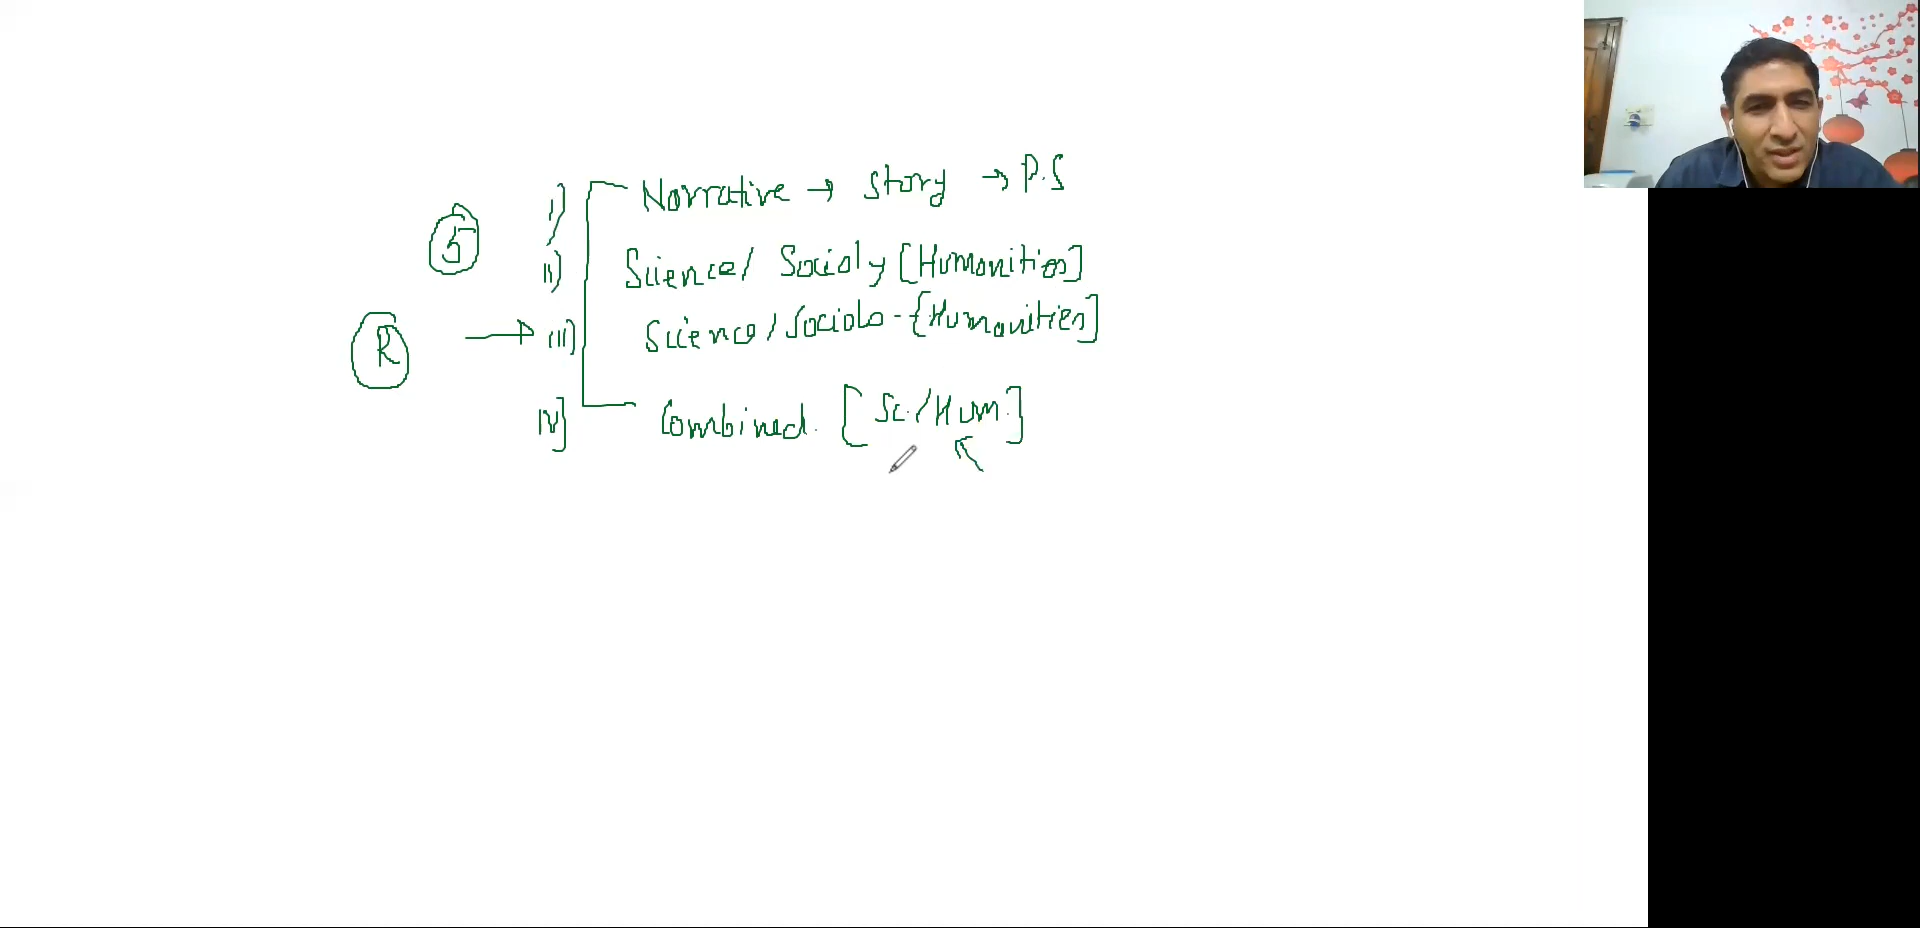 i) Narrative → story → P.S
5
ii) Science/ Socioly [Humanities]
R → iii) Science/Sociolo - [Humanities]
iv] Combined. [Sc./Hum.]